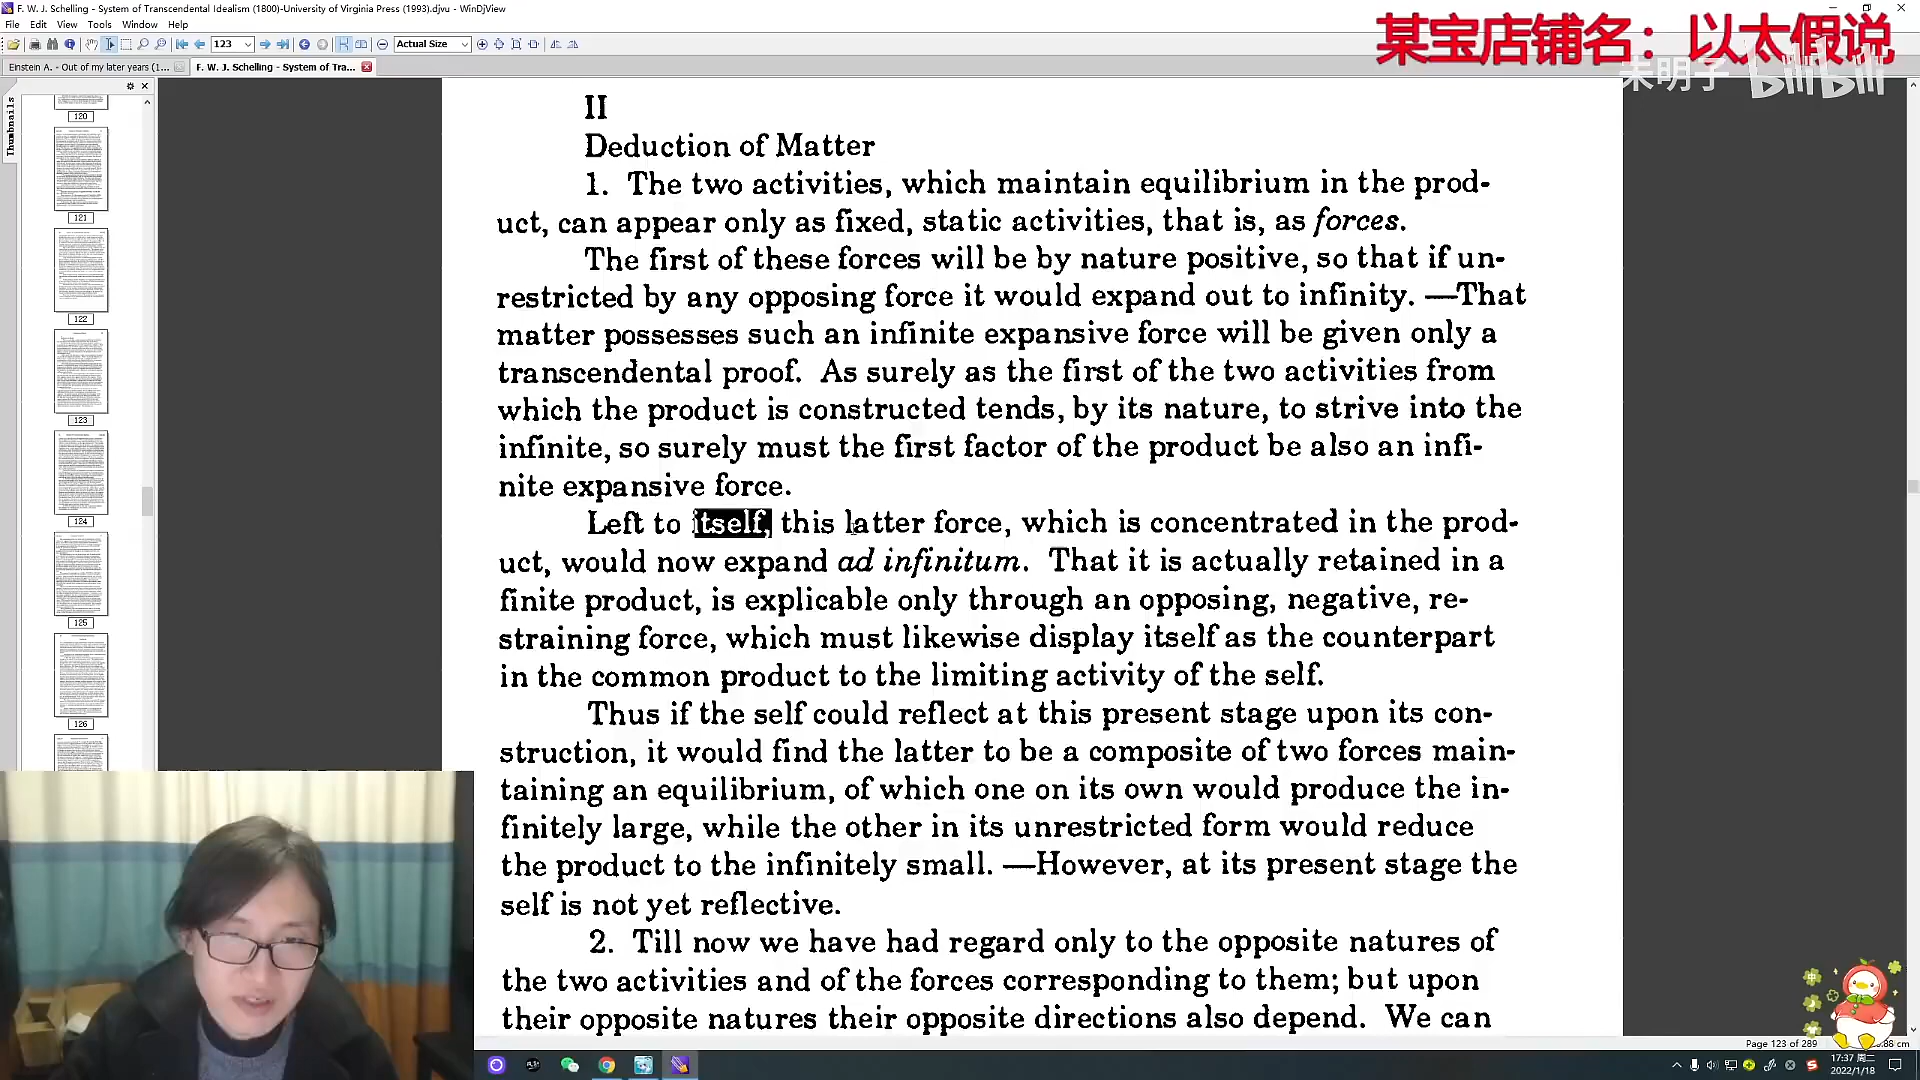 F. W. J. Schelling - System of Transcendental Idealism (1800)-University of Virginia Press (1993).djvu - WinDjView
File Edit View Tools Window Help
123
Actual Size
Einstein A. - Out of my later years (1...
F. W. J. Schelling - System of Tra...
某宝店铺名：以太假说
朱明子 bilibili
Thumbnails
120
121
122
123
124
125
126
II
Deduction of Matter
1. The two activities, which maintain equilibrium in the prod-
uct, can appear only as fixed, static activities, that is, as forces.
The first of these forces will be by nature positive, so that if un-
restricted by any opposing force it would expand out to infinity. —That
matter possesses such an infinite expansive force will be given only a
transcendental proof. As surely as the first of the two activities from
which the product is constructed tends, by its nature, to strive into the
infinite, so surely must the first factor of the product be also an infi-
nite expansive force.
Left to itself, this latter force, which is concentrated in the prod-
uct, would now expand ad infinitum. That it is actually retained in a
finite product, is explicable only through an opposing, negative, re-
straining force, which must likewise display itself as the counterpart
in the common product to the limiting activity of the self.
Thus if the self could reflect at this present stage upon its con-
struction, it would find the latter to be a composite of two forces main-
taining an equilibrium, of which one on its own would produce the in-
finitely large, while the other in its unrestricted form would reduce
the product to the infinitely small. —However, at its present stage the
self is not yet reflective.
2. Till now we have had regard only to the opposite natures of
the two activities and of the forces corresponding to them; but upon
their opposite natures their opposite directions also depend. We can
Page 123 of 289
17:37 周二
2022/1/18